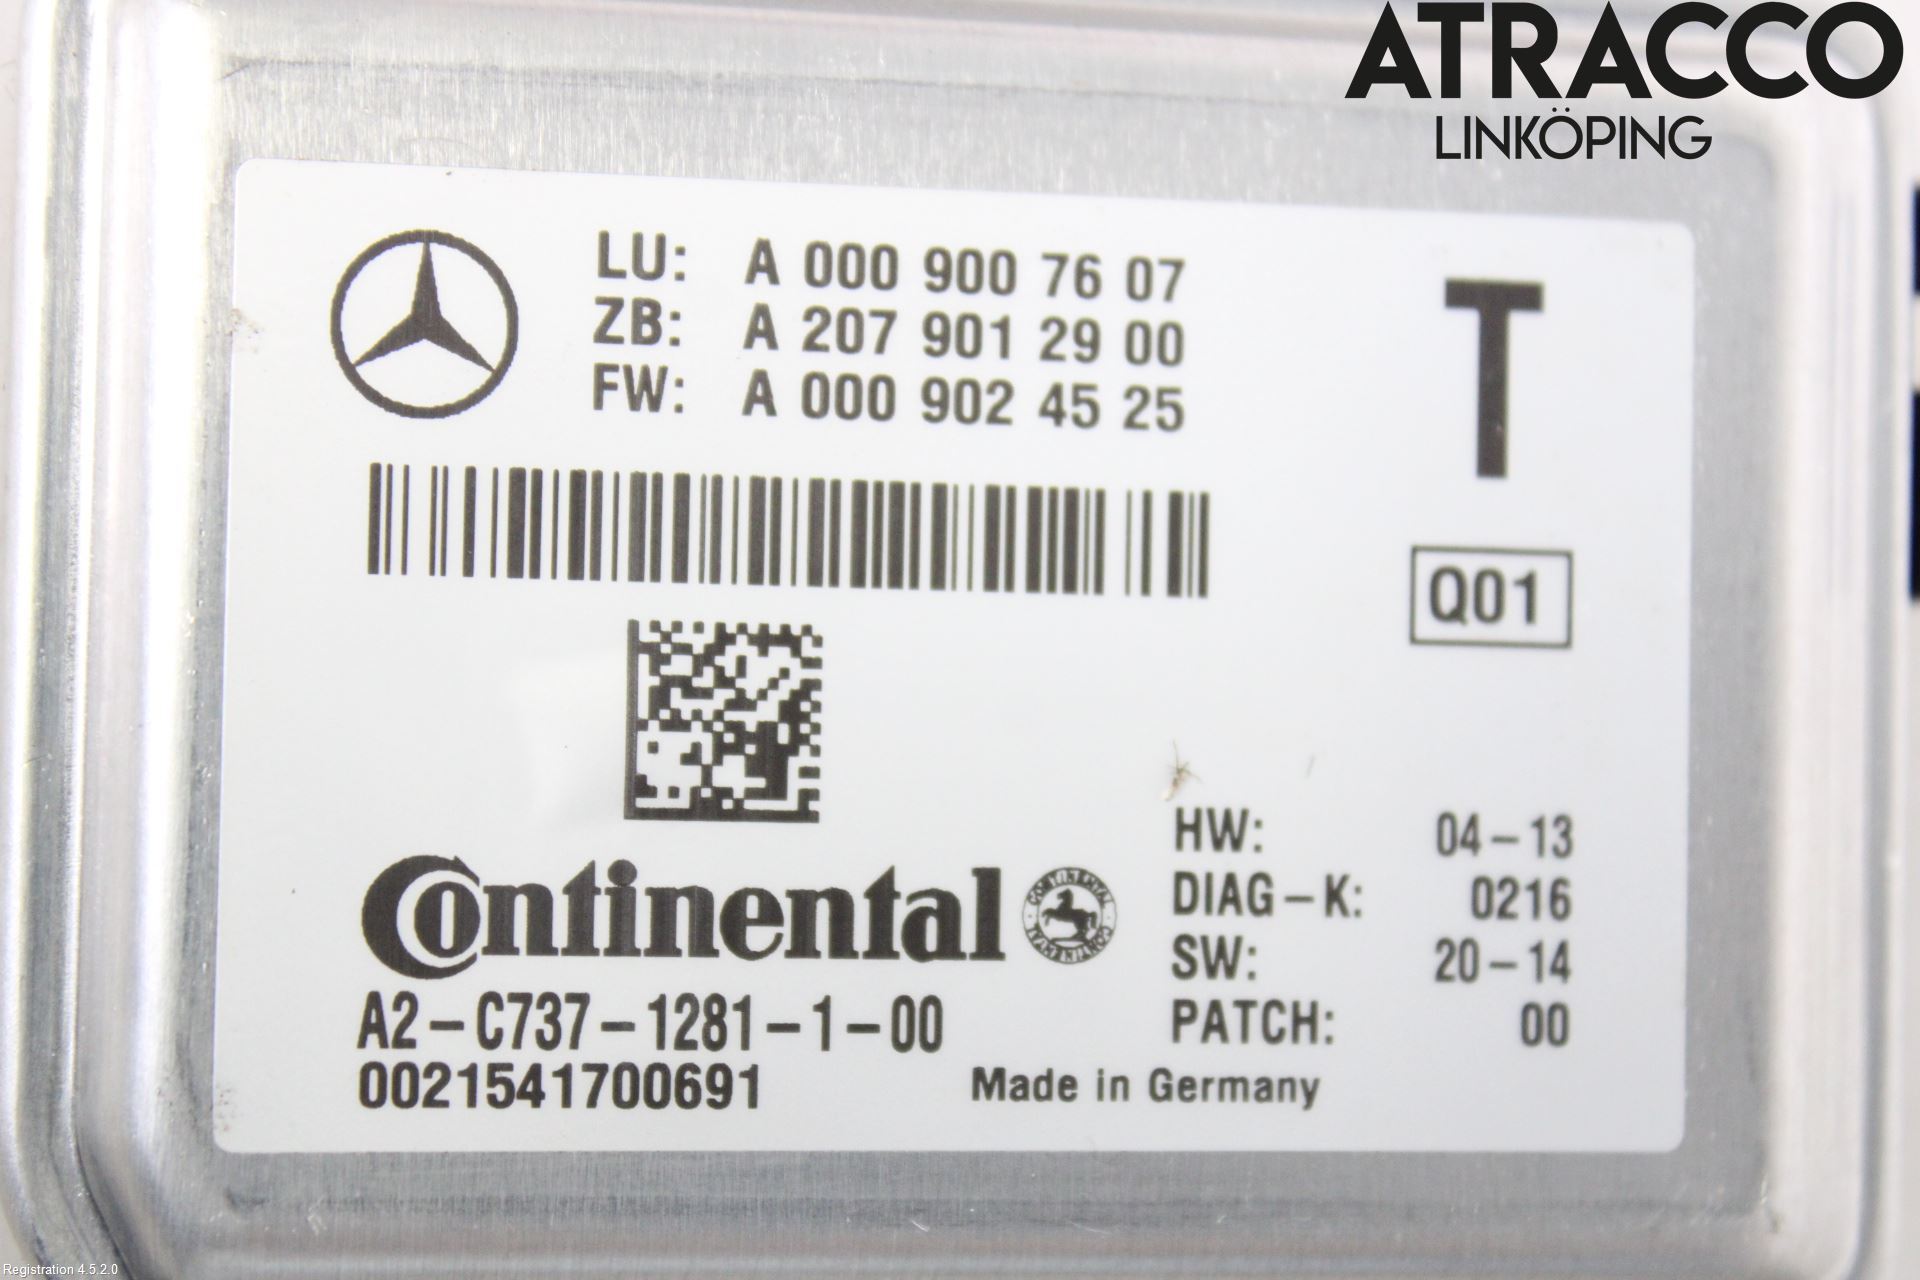 ATRACCO
LINKÖPING
LU: A 000 900 76 07
ZB: A 207 901 29 00
FW: A 000 902 45 25
T
Q01
HW: 04-13
DIAG-K: 0216
SW: 20-14
PATCH: 00
Continental
CONTINENTAL
CONTINENTAL
A2-C737-1281-1-00
0021541700691
Made in Germany
Registration 4.5.2.0